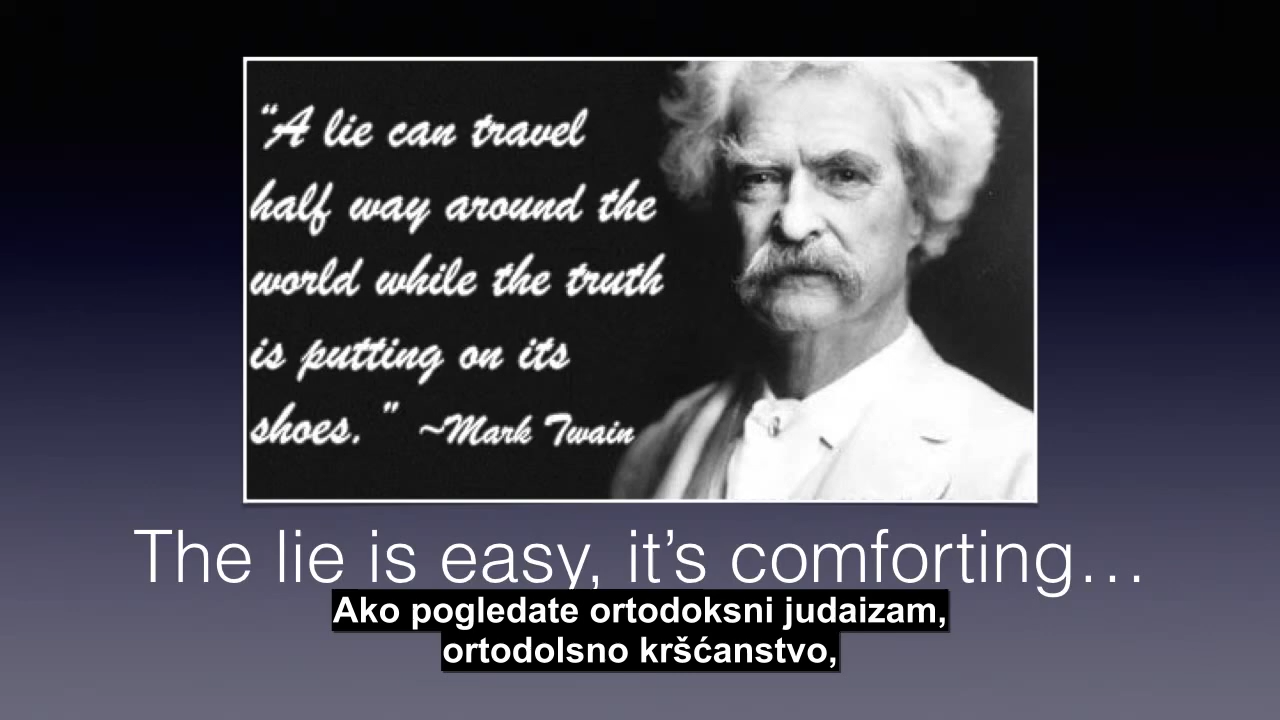 “A lie can travel
half way around the
world while the truth
is putting on its
shoes.” ~Mark Twain
The lie is easy, it’s comforting...
Ako pogledate ortodoksni judaizam,
ortodolsno kršćanstvo,